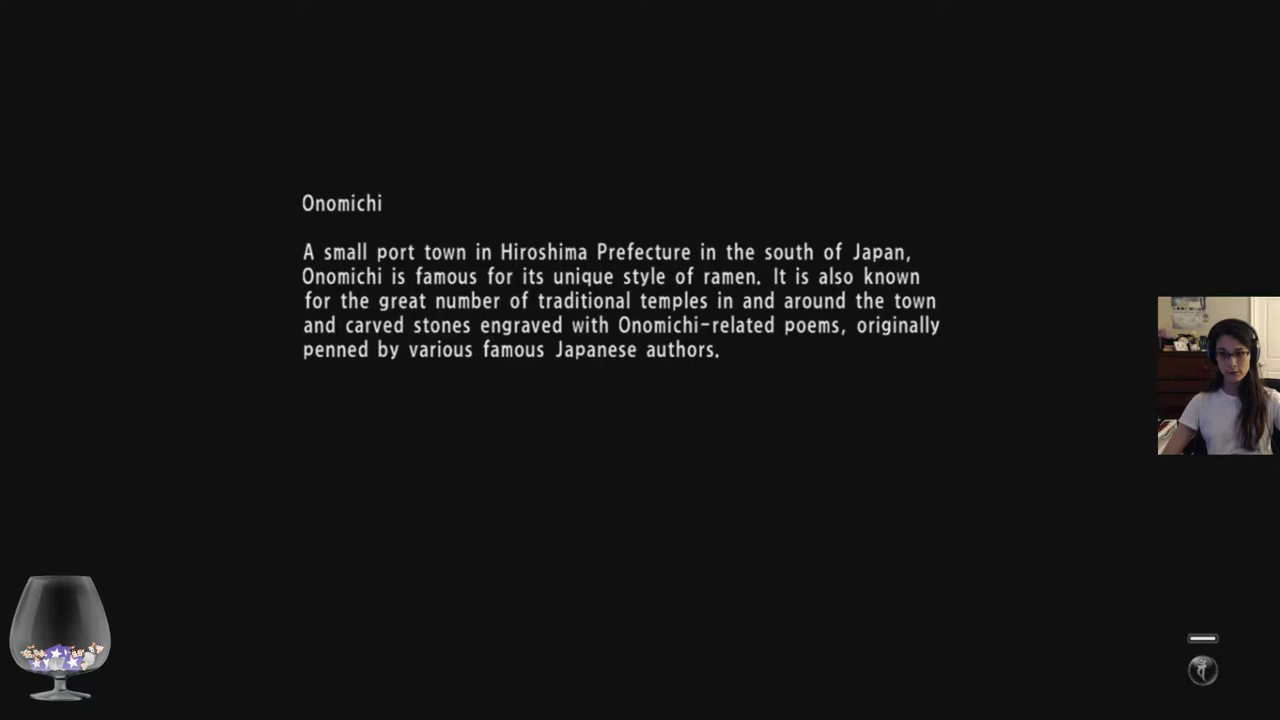 Onomichi
A small port town in Hiroshima Prefecture in the south of Japan,
Onomichi is famous for its unique style of ramen. It is also known
for the great number of traditional temples in and around the town
and carved stones engraved with Onomichi-related poems, originally
penned by various famous Japanese authors.